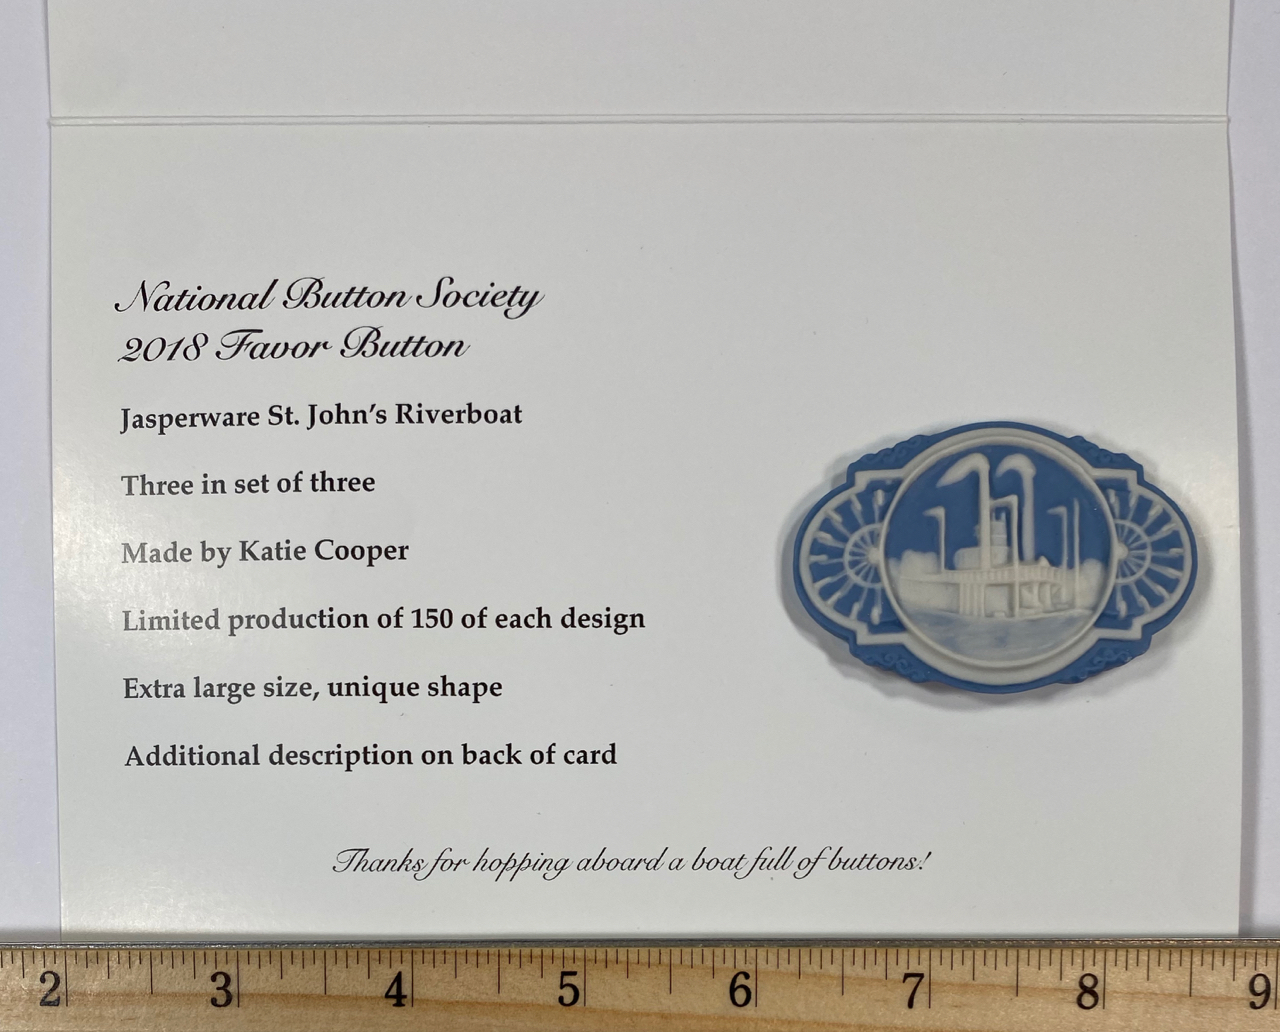 National Button Society
2018 Favor Button
Jasperware St. John's Riverboat
Three in set of three
Made by Katie Cooper
Limited production of 150 of each design
Extra large size, unique shape
Additional description on back of card
Thanks for hopping aboard a boat full of buttons!
2 3 4 5 6 7 8 9